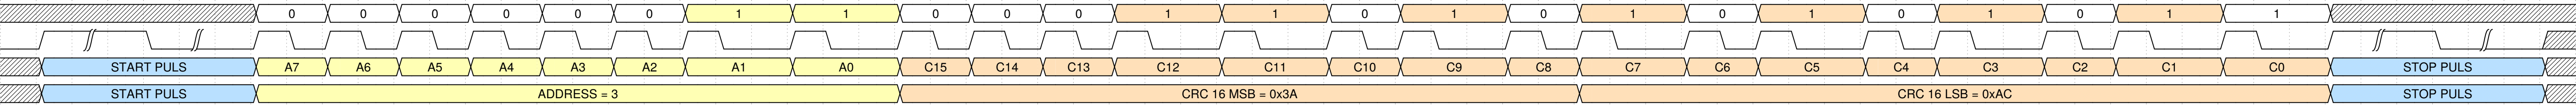 0 0 0 0 0 0 1 1 0 0 0 1 1 0 1 0 1 0 1 0 1 0 1 1
START PULS A7 A6 A5 A4 A3 A2 A1 A0 C15 C14 C13 C12 C11 C10 C9 C8 C7 C6 C5 C4 C3 C2 C1 C0 STOP PULS
START PULS ADDRESS = 3 CRC 16 MSB = 0x3A CRC 16 LSB = 0xAC STOP PULS